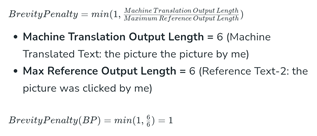 BrevityPenalty = min(1, Machine Translation Output Length / Maximum Reference Output Length)
• Machine Translation Output Length = 6 (Machine
Translated Text: the picture the picture by me)
• Max Reference Output Length = 6 (Reference Text-2: the
picture was clicked by me)
BrevityPenalty(BP) = min(1, 6/6) = 1